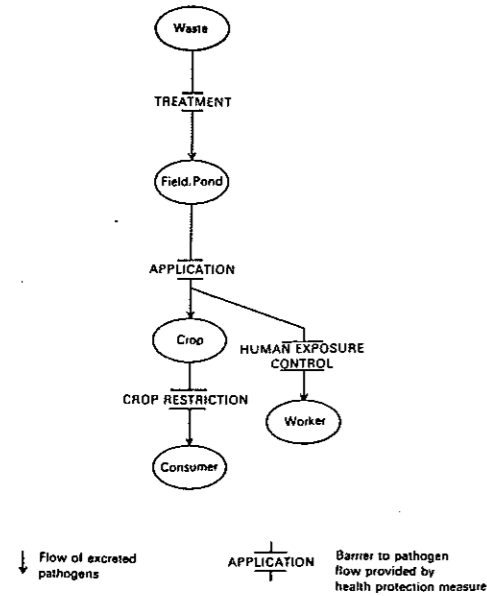 Waste
TREATMENT
Field.Pond
APPLICATION
Crop
HUMAN EXPOSURE
CONTROL
CROP RESTRICTION
Worker
Consumer
Flow of excreted
pathogens
APPLICATION
Barrier to pathogen
flow provided by
health protection measure